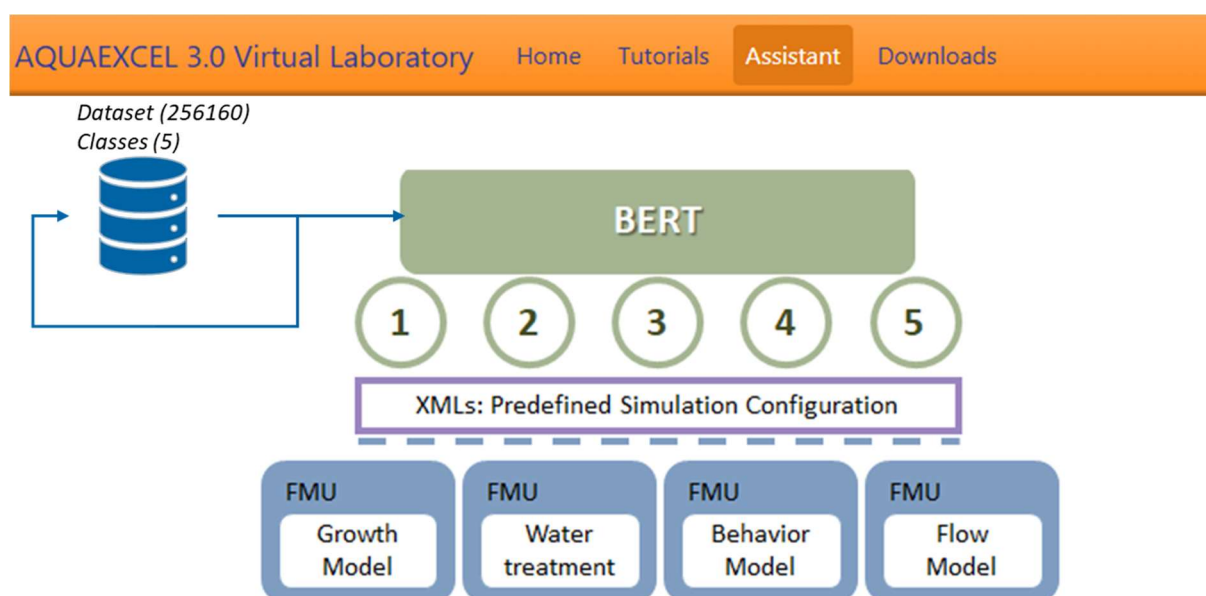 AQUAEXCEL 3.0 Virtual Laboratory Home Tutorials Assistant Downloads
Dataset (256160)
Classes (5)
BERT
1 2 3 4 5
XMLs: Predefined Simulation Configuration
FMU
Growth
Model
FMU
Water
treatment
FMU
Behavior
Model
FMU
Flow
Model